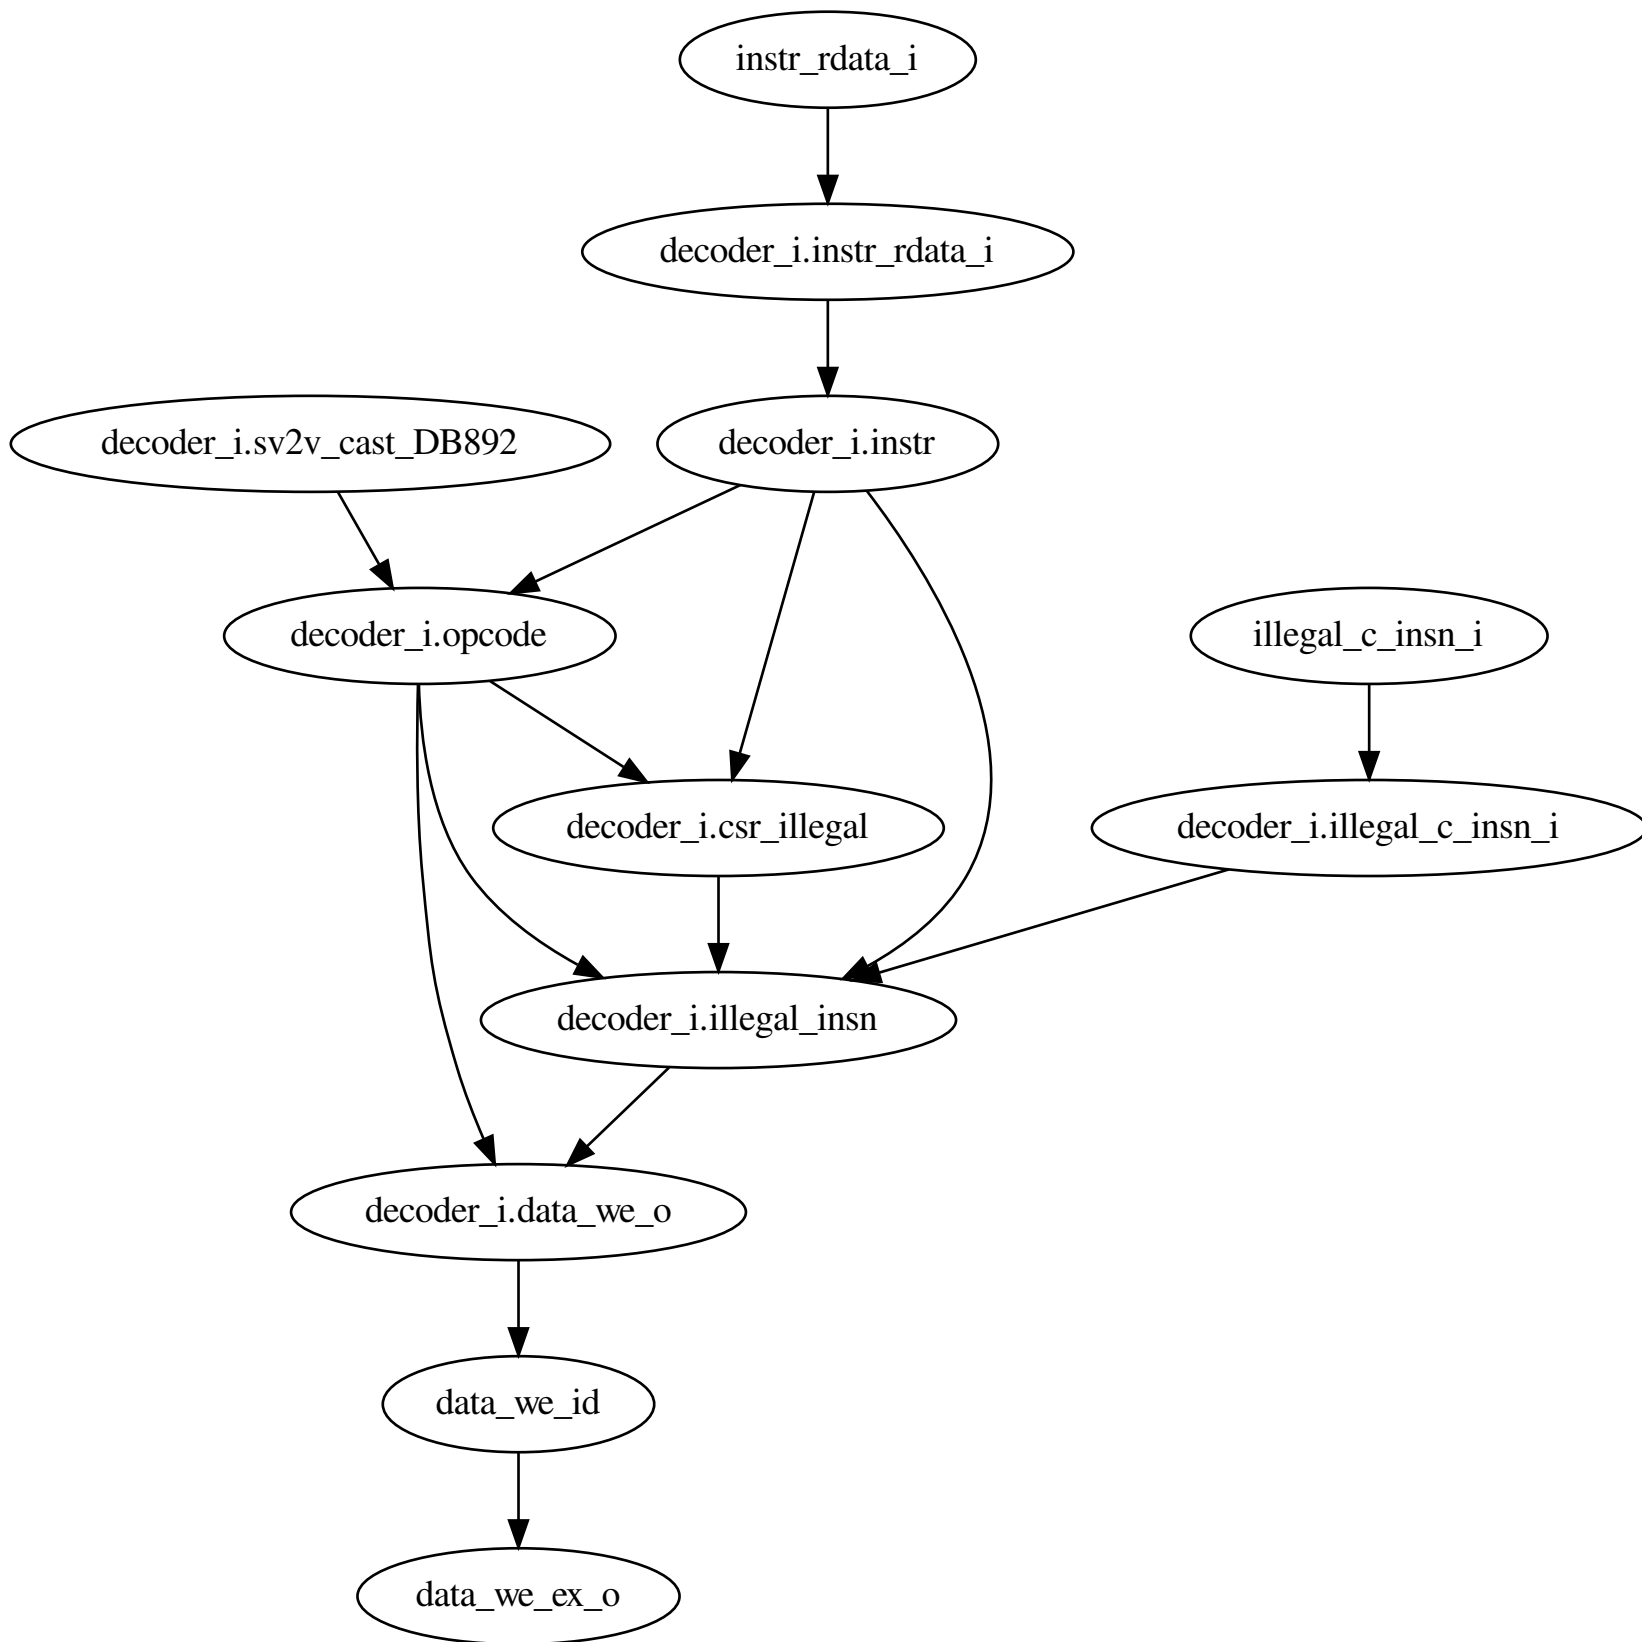 instr_rdata_i
decoder_i.instr_rdata_i
decoder_i.sv2v_cast_DB892
decoder_i.instr
decoder_i.opcode
illegal_c_insn_i
decoder_i.csr_illegal
decoder_i.illegal_c_insn_i
decoder_i.illegal_insn
decoder_i.data_we_o
data_we_id
data_we_ex_o